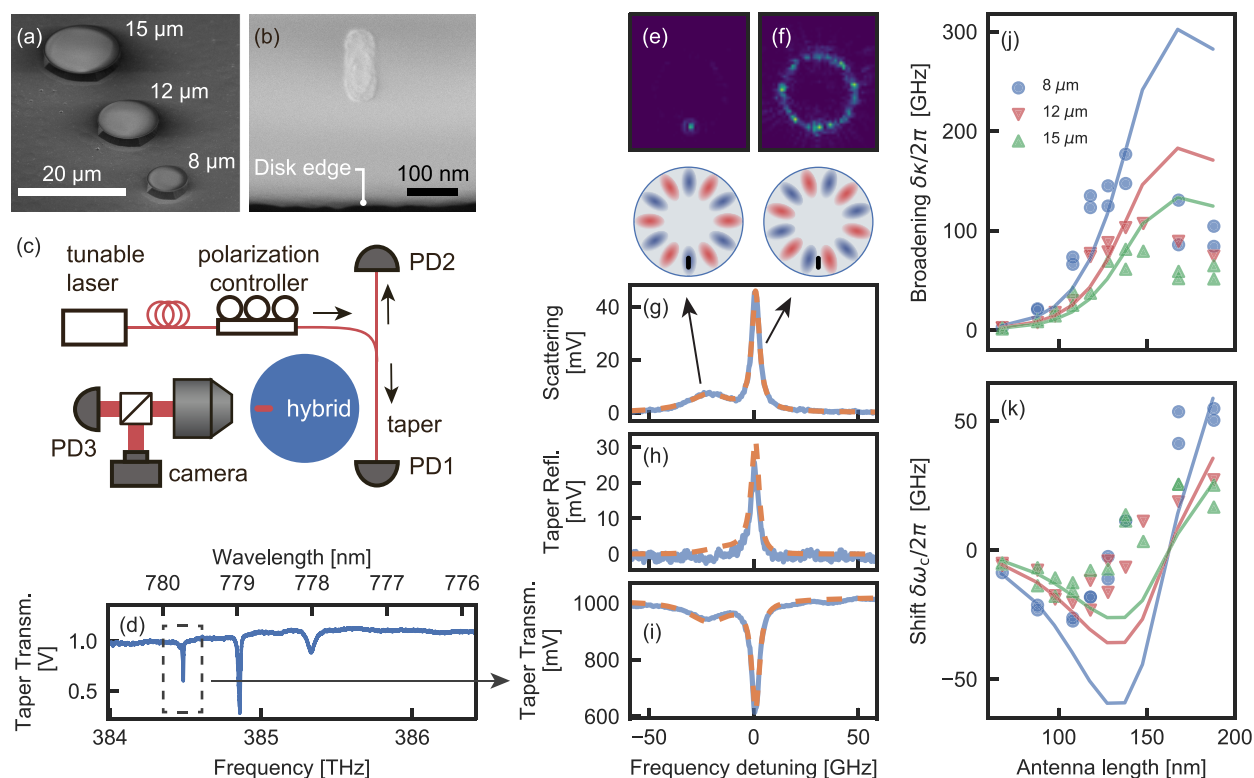 (a)
15 μm
12 μm
8 μm
20 μm
(b)
Disk edge
100 nm
(c)
tunable
laser
polarization
controller
PD2
hybrid
taper
PD3
camera
PD1
Wavelength [nm]
780
779
778
777
776
(d)
Taper Transm.
[V]
1.0
0.5
384
385
386
Frequency [THz]
(e)
(f)
(g)
Scattering
[mV]
40
20
0
(h)
Taper Refl.
[mV]
30
20
10
0
(i)
Taper Transm.
[mV]
1000
800
600
−50
0
50
Frequency detuning [GHz]
(j)
Broadening δκ/2π [GHz]
300
200
100
0
8 μm
12 μm
15 μm
(k)
Shift δω_c/2π [GHz]
50
0
−50
100
150
200
Antenna length [nm]